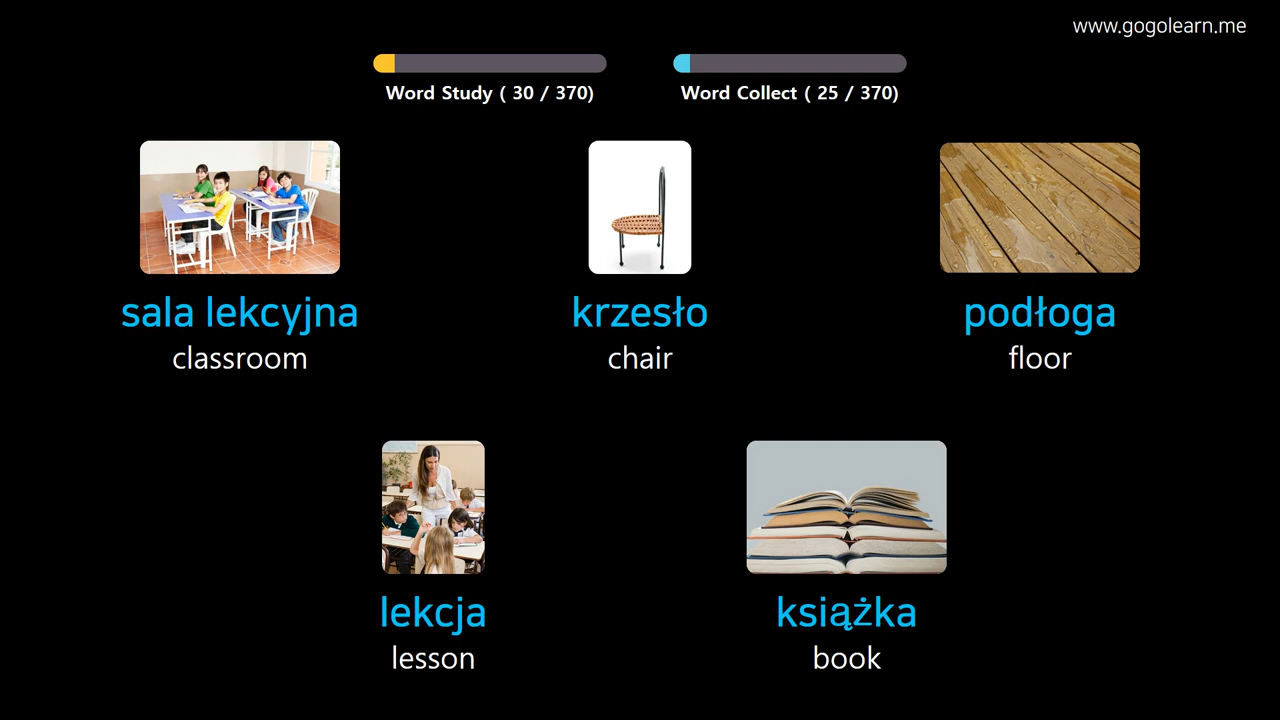 www.gogolearn.me
Word Study ( 30 / 370)
Word Collect ( 25 / 370)
sala lekcyjna
classroom
krzesło
chair
podłoga
floor
lekcja
lesson
książka
book